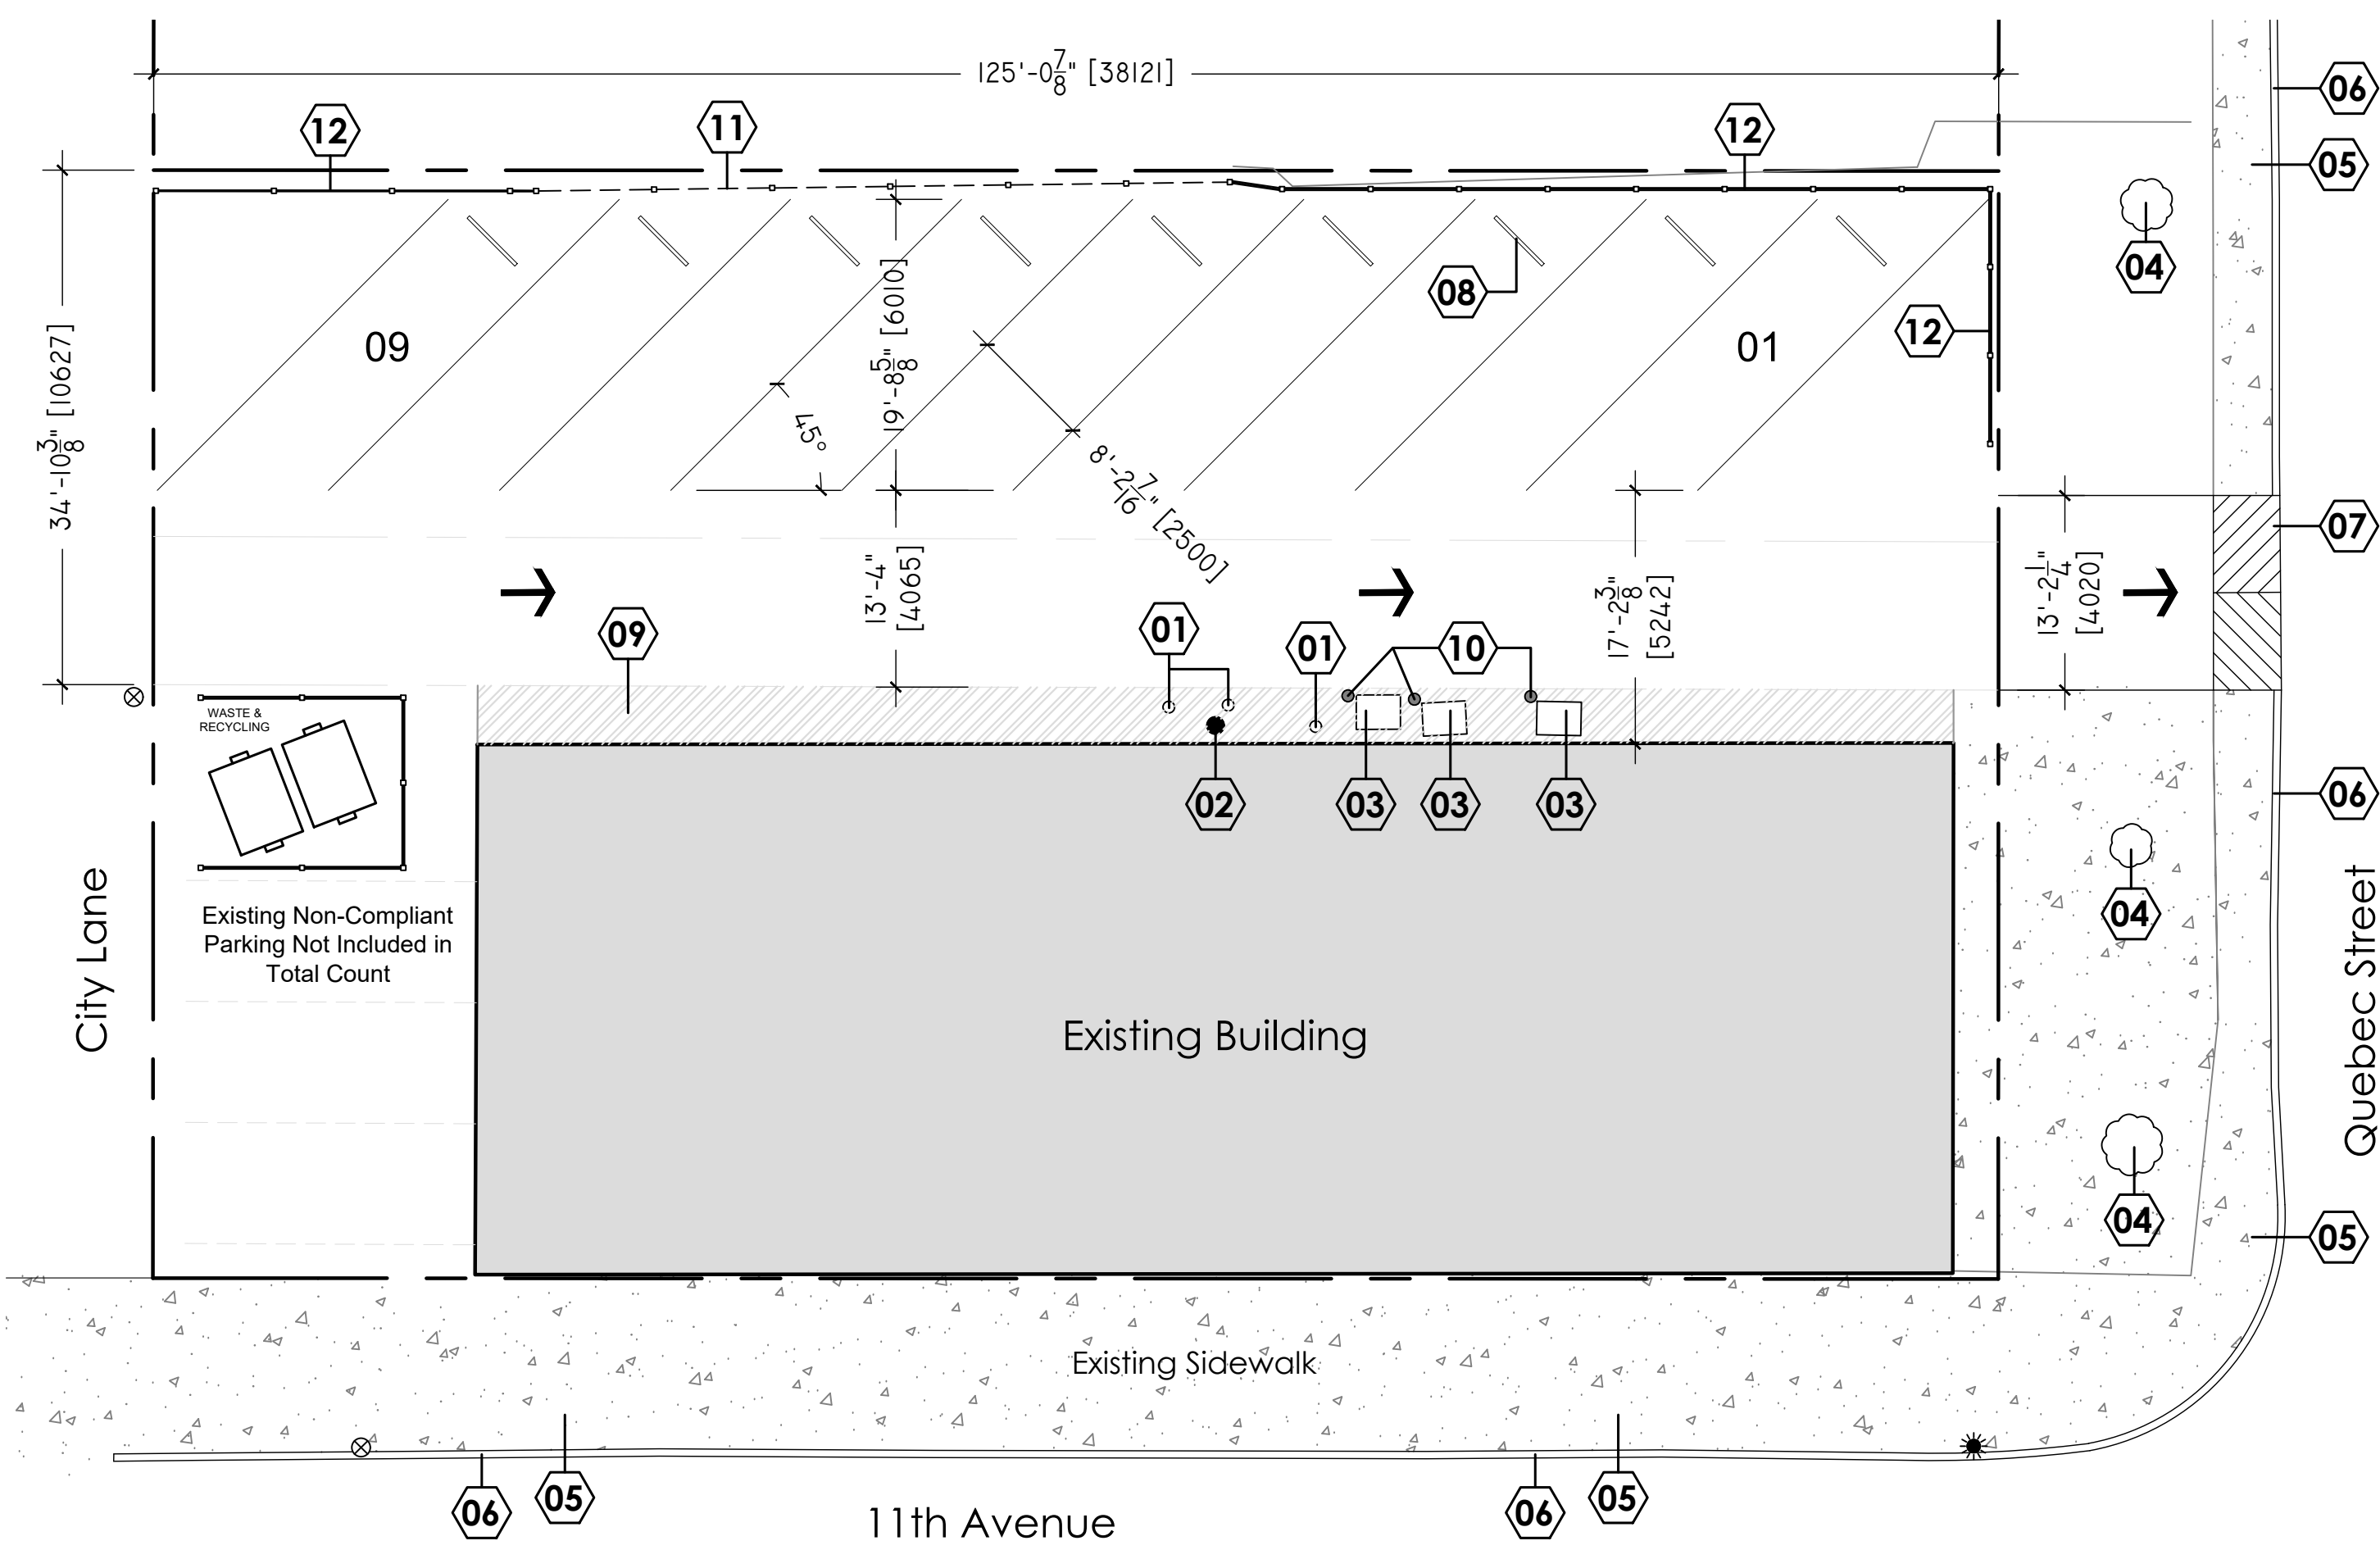 125'-0 7/8" [38121]
12
11
12
06
05
04
08
12
09
01
19'-8 5/8" [6010]
34'-10 3/8" [10627]
45°
8'-2 7/16" [2500]
07
13'-4"
[4065]
17'-2 3/8"
[5242]
13'-2 1/4"
[4020]
09
01
01
10
WASTE &
RECYCLING
02
03
03
03
06
04
City Lane
Existing Non-Compliant
Parking Not Included in
Total Count
Existing Building
Quebec Street
04
05
Existing Sidewalk
06
05
06
05
11th Avenue